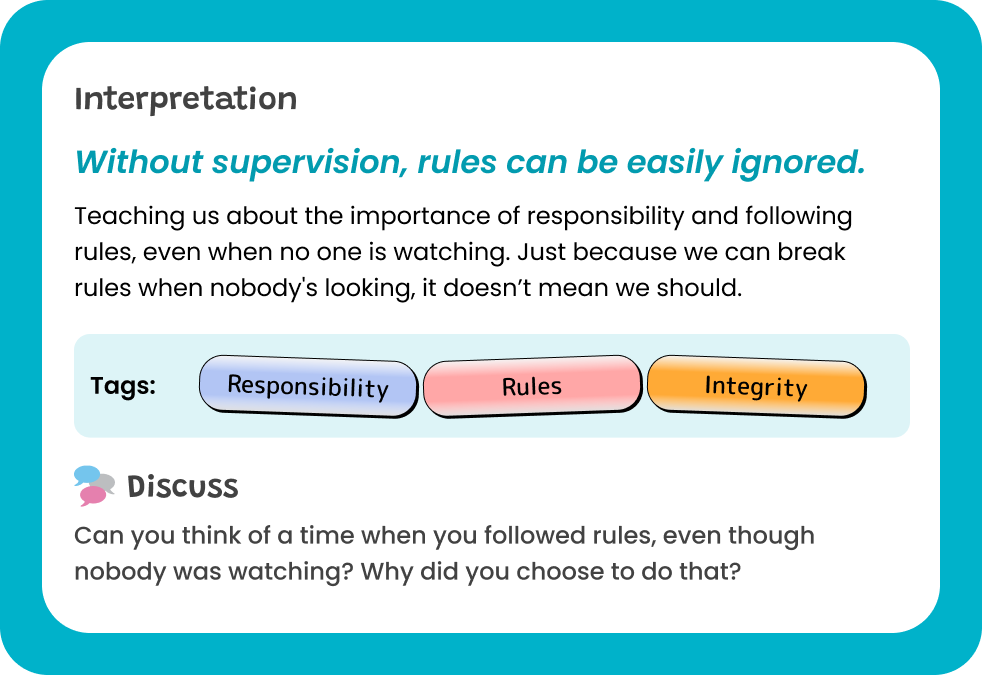 Interpretation
Without supervision, rules can be easily ignored.
Teaching us about the importance of responsibility and following
rules, even when no one is watching. Just because we can break
rules when nobody's looking, it doesn’t mean we should.
Tags: Responsibility Rules Integrity
Discuss
Can you think of a time when you followed rules, even though
nobody was watching? Why did you choose to do that?